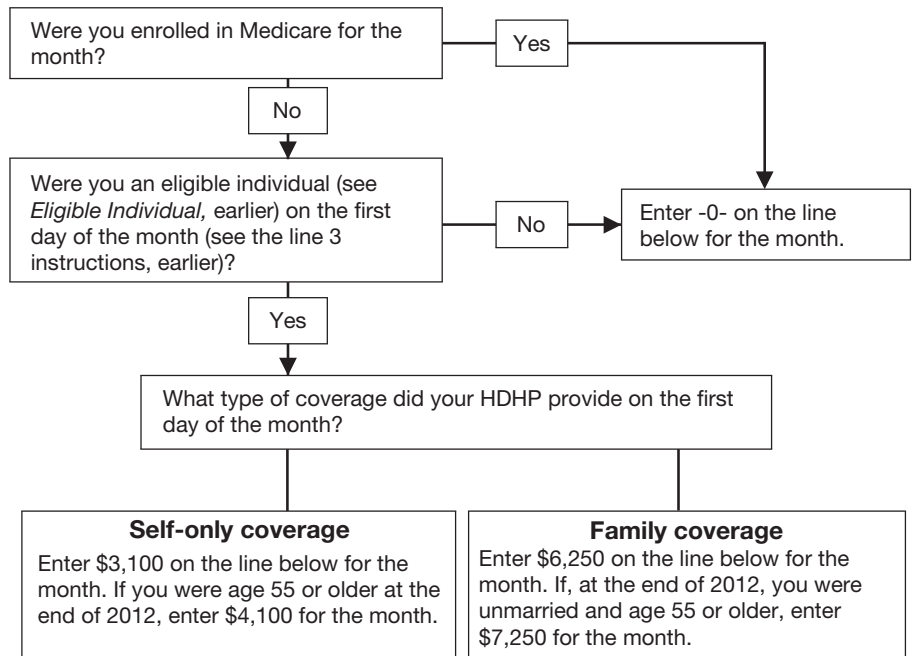 Were you enrolled in Medicare for the
month?
Yes
No
Were you an eligible individual (see
Eligible Individual, earlier) on the first
day of the month (see the line 3
instructions, earlier)?
No
Enter -0- on the line
below for the month.
Yes
What type of coverage did your HDHP provide on the first
day of the month?
Self-only coverage
Enter $3,100 on the line below for the
month. If you were age 55 or older at the
end of 2012, enter $4,100 for the month.
Family coverage
Enter $6,250 on the line below for the
month. If, at the end of 2012, you were
unmarried and age 55 or older, enter
$7,250 for the month.